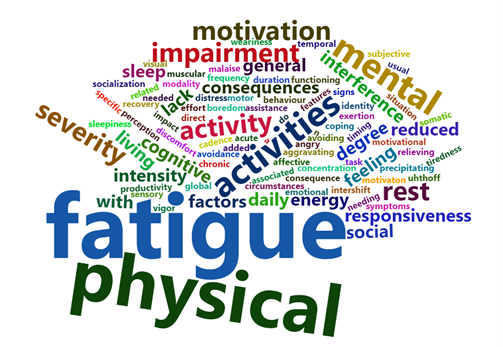 motivation
weariness temporal
impairment
mental
subjective
visual malaise general
usual
sleep muscular frequency duration functioning
interference
socialization modality consequences signs
related
needed effort distress motor behaviour features
situation
specific recovery lack boredom assistance identity exertion somatic
severity perception impact direct activity activities do coping timing degree reduced
sleepiness discomfort cadence acute avoiding motivational
living cognitive avoidance added angry relieving
aggravating task tiredness
chronic affective feeling precipitating
intensity associated concentration
productivity global circumstances consequence motivaton uhthoff
sensory emotional intershift rest
with vigor factors daily energy needing symptoms
responsiveness
fatigue social
physical